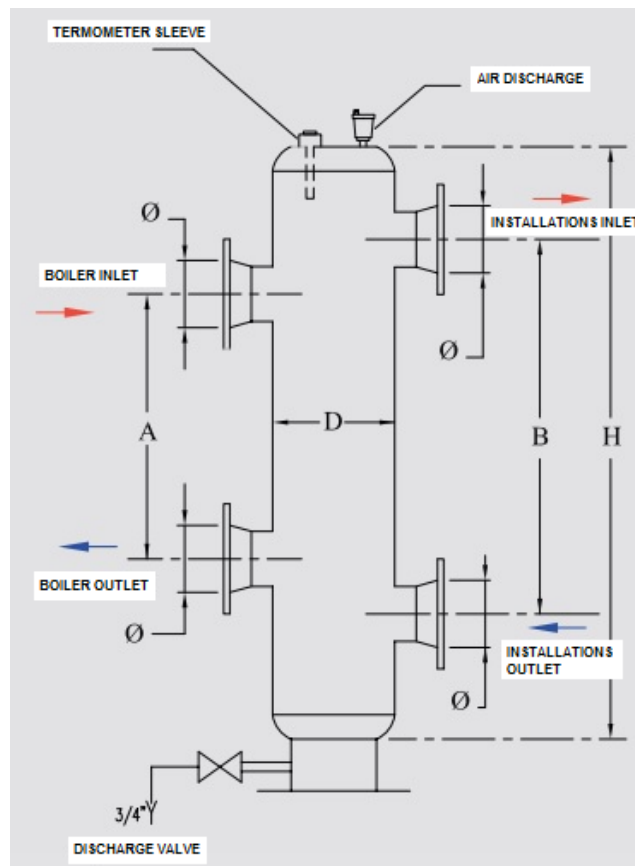 TERMOMETER SLEEVE
AIR DISCHARGE
Ø
INSTALLATIONS INLET
BOILER INLET
Ø
A
D
B
H
Ø
BOILER OUTLET
Ø
INSTALLATIONS
OUTLET
Ø
3/4"
DISCHARGE VALVE